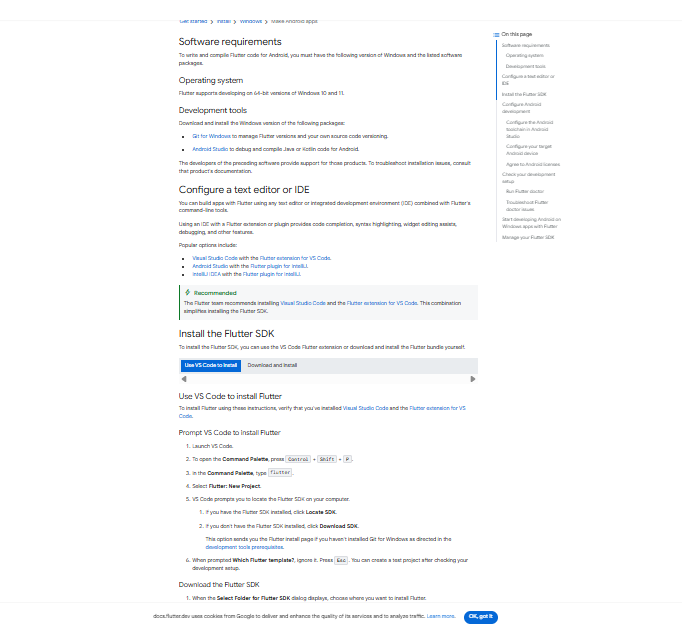 Get started > Install > Windows > Make Android apps
Software requirements
To write and compile Flutter code for Android, you must have the following version of Windows and the listed software
packages.
Operating system
Flutter supports developing on 64-bit versions of Windows 10 and 11.
Development tools
Download and install the Windows version of the following packages:
• Git for Windows to manage Flutter versions and your own source code versioning.
• Android Studio to debug and compile Java or Kotlin code for Android.
The developers of the preceding software provide support for those products. To troubleshoot installation issues, consult
that product's documentation.
Configure a text editor or IDE
You can build apps with Flutter using any text editor or integrated development environment (IDE) combined with Flutter's
command-line tools.
Using an IDE with a Flutter extension or plugin provides code completion, syntax highlighting, widget editing assists,
debugging, and other features.
Popular options include:
• Visual Studio Code with the Flutter extension for VS Code.
• Android Studio with the Flutter plugin for IntelliJ.
• IntelliJ IDEA with the Flutter plugin for IntelliJ.
Recommended
The Flutter team recommends installing Visual Studio Code and the Flutter extension for VS Code. This combination
simplifies installing the Flutter SDK.
Install the Flutter SDK
To install the Flutter SDK, you can use the VS Code Flutter extension or download and install the Flutter bundle yourself.
Use VS Code to install Download and install
Use VS Code to install Flutter
To install Flutter using these instructions, verify that you've installed Visual Studio Code and the Flutter extension for VS
Code.
Prompt VS Code to install Flutter
1. Launch VS Code.
2. To open the Command Palette, press Control + Shift + P.
3. In the Command Palette, type flutter.
4. Select Flutter: New Project.
5. VS Code prompts you to locate the Flutter SDK on your computer.
1. If you have the Flutter SDK installed, click Locate SDK.
2. If you don't have the Flutter SDK installed, click Download SDK.
This option sends you the Flutter install page if you haven't installed Git for Windows as directed in the
development tools prerequisites.
6. When prompted Which Flutter template?, ignore it. Press Esc. You can create a test project after checking your
development setup.
Download the Flutter SDK
1. When the Select Folder for Flutter SDK dialog displays, choose where you want to install Flutter.
On this page
Software requirements
Operating system
Development tools
Configure a text editor or
IDE
Install the Flutter SDK
Configure Android
development
Configure the Android
toolchain in Android
Studio
Configure your target
Android device
Agree to Android licenses
Check your development
setup
Run Flutter doctor
Troubleshoot Flutter
doctor issues
Start developing Android on
Windows apps with Flutter
Manage your Flutter SDK
docs.flutter.dev uses cookies from Google to deliver and enhance the quality of its services and to analyze traffic. Learn more. OK, got it